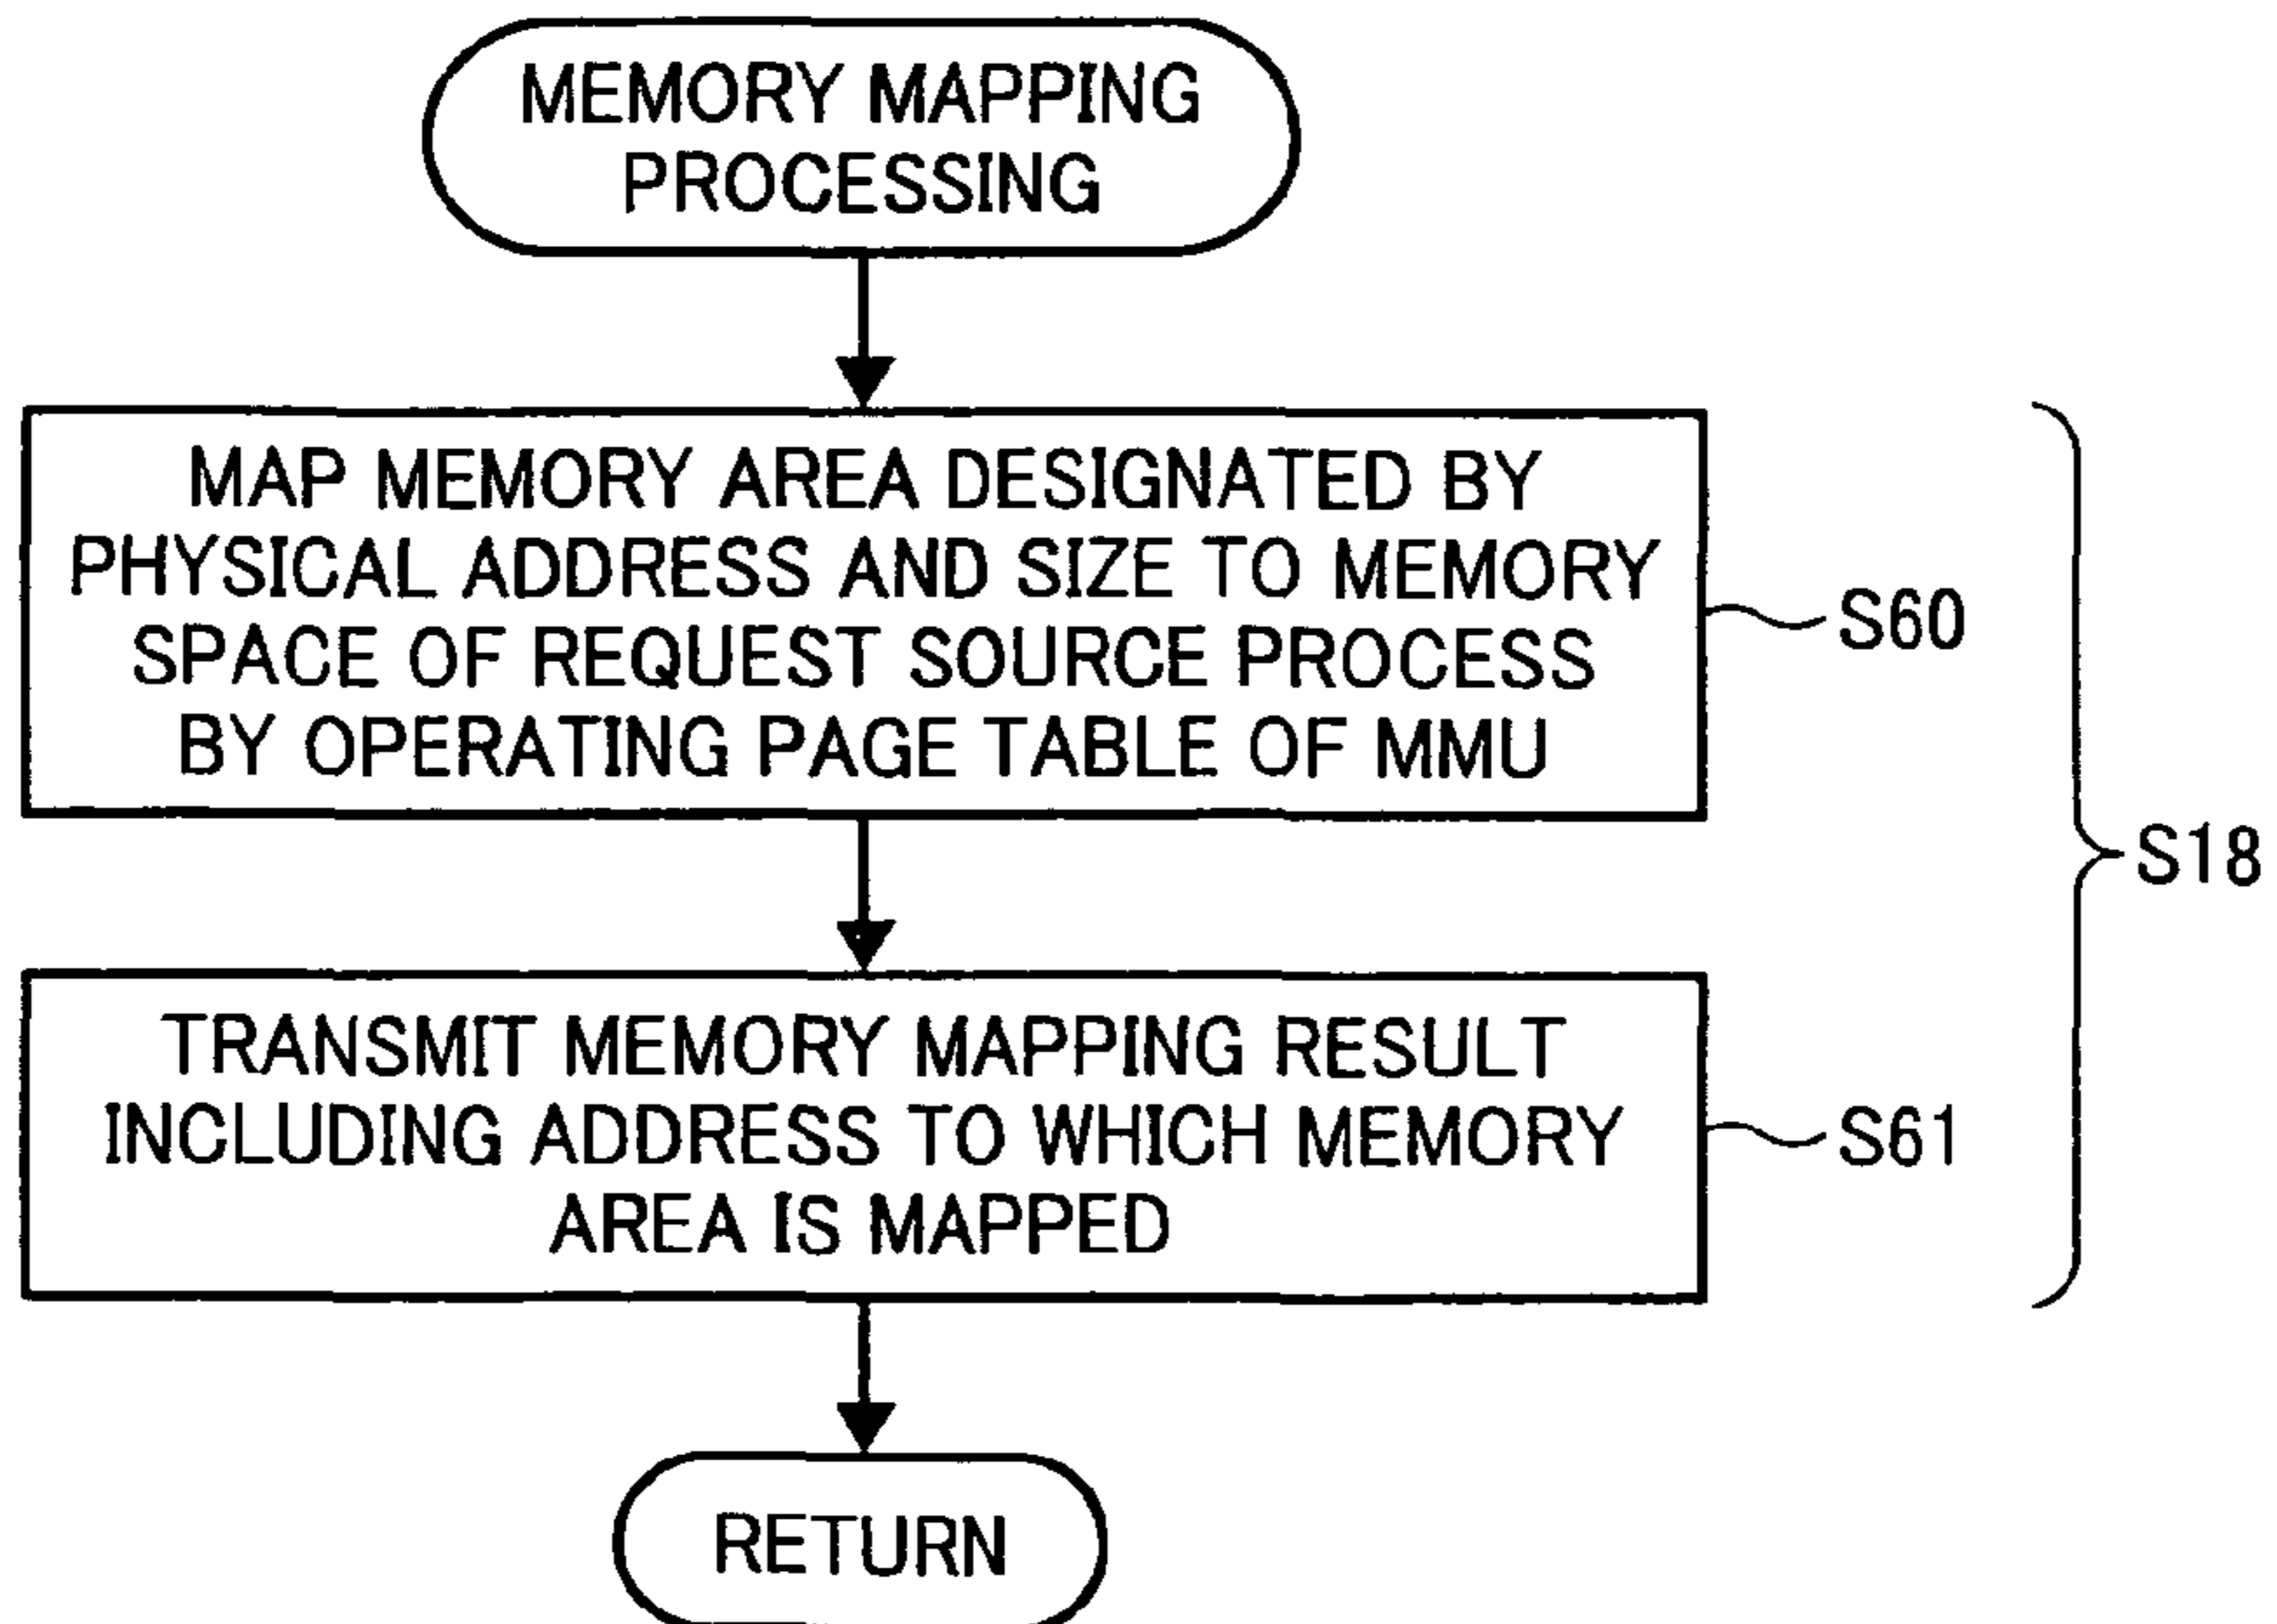 MEMORY MAPPING
PROCESSING
MAP MEMORY AREA DESIGNATED BY
PHYSICAL ADDRESS AND SIZE TO MEMORY
SPACE OF REQUEST SOURCE PROCESS
BY OPERATING PAGE TABLE OF MMU
S60
S18
TRANSMIT MEMORY MAPPING RESULT
INCLUDING ADDRESS TO WHICH MEMORY
AREA IS MAPPED
S61
RETURN